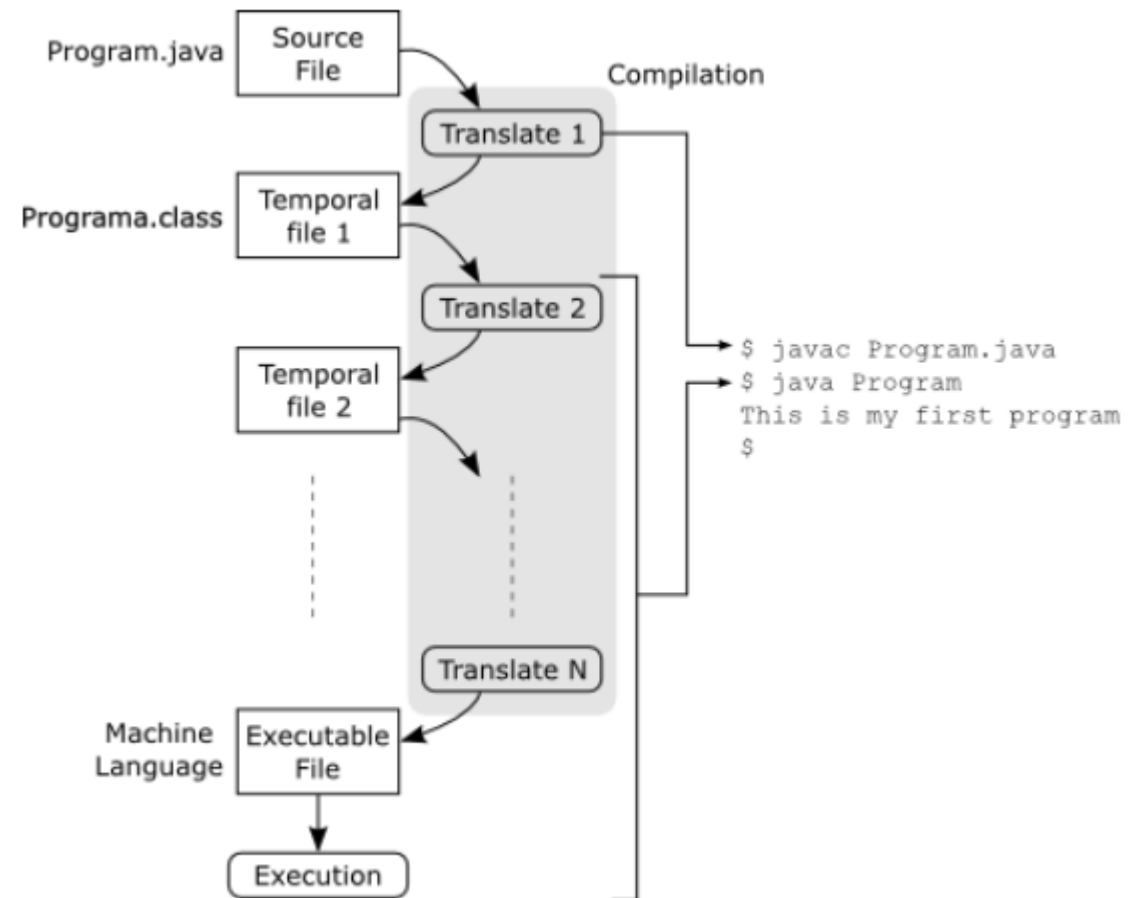 Program.java
Source
File
Compilation
Translate 1
Programa.class
Temporal
file 1
Translate 2
Temporal
file 2
$ javac Program.java
$ java Program
This is my first program
$
Translate N
Machine
Language
Executable
File
Execution